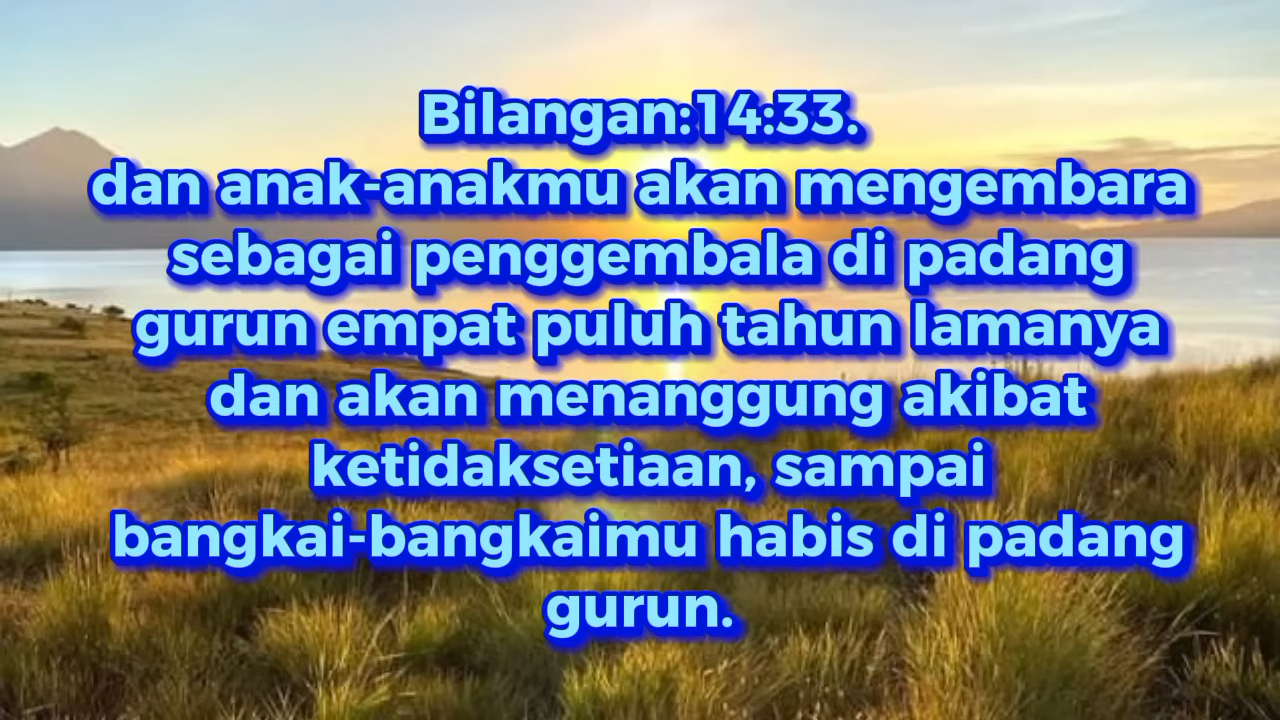 Bilangan:14:33.
dan anak-anakmu akan mengembara
sebagai penggembala di padang
gurun empat puluh tahun lamanya
dan akan menanggung akibat
ketidaksetiaan, sampai
bangkai-bangkaimu habis di padang
gurun.